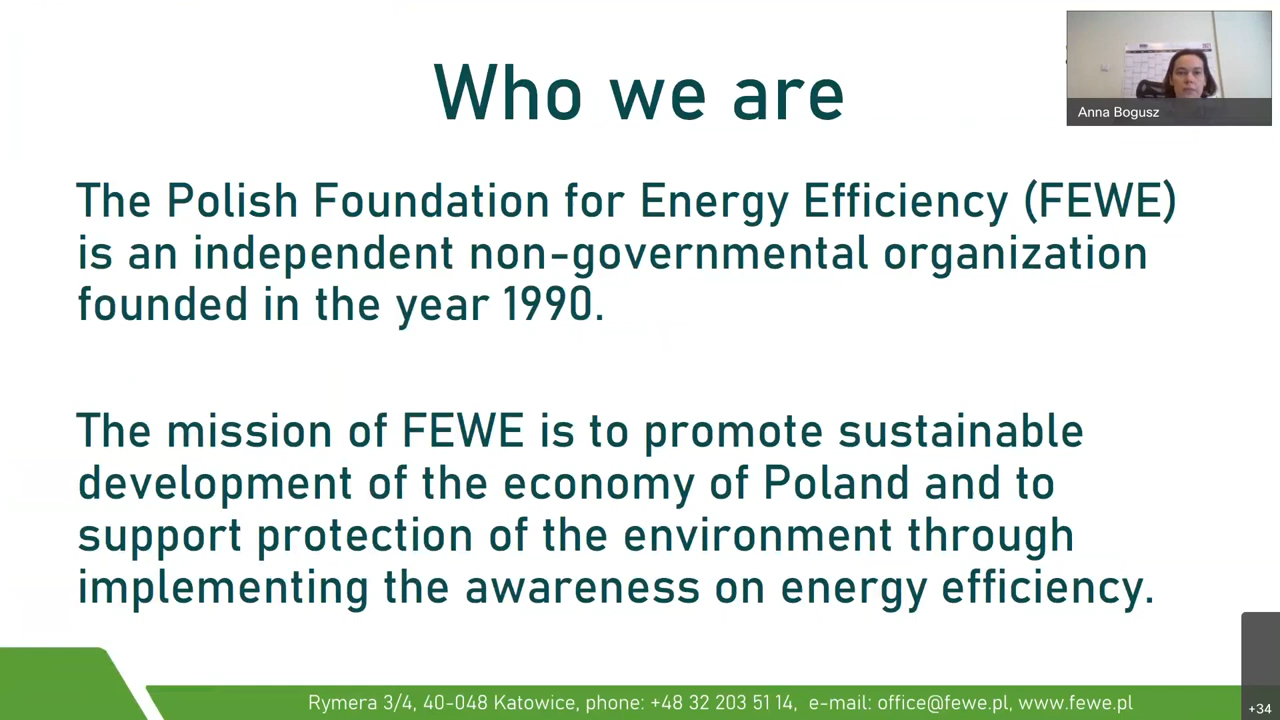 Who we are
Anna Bogusz
The Polish Foundation for Energy Efficiency (FEWE)
is an independent non-governmental organization
founded in the year 1990.
The mission of FEWE is to promote sustainable
development of the economy of Poland and to
support protection of the environment through
implementing the awareness on energy efficiency.
Rymera 3/4, 40-048 Katowice, phone: +48 32 203 51 14, e-mail: office@fewe.pl, www.fewe.pl
+34